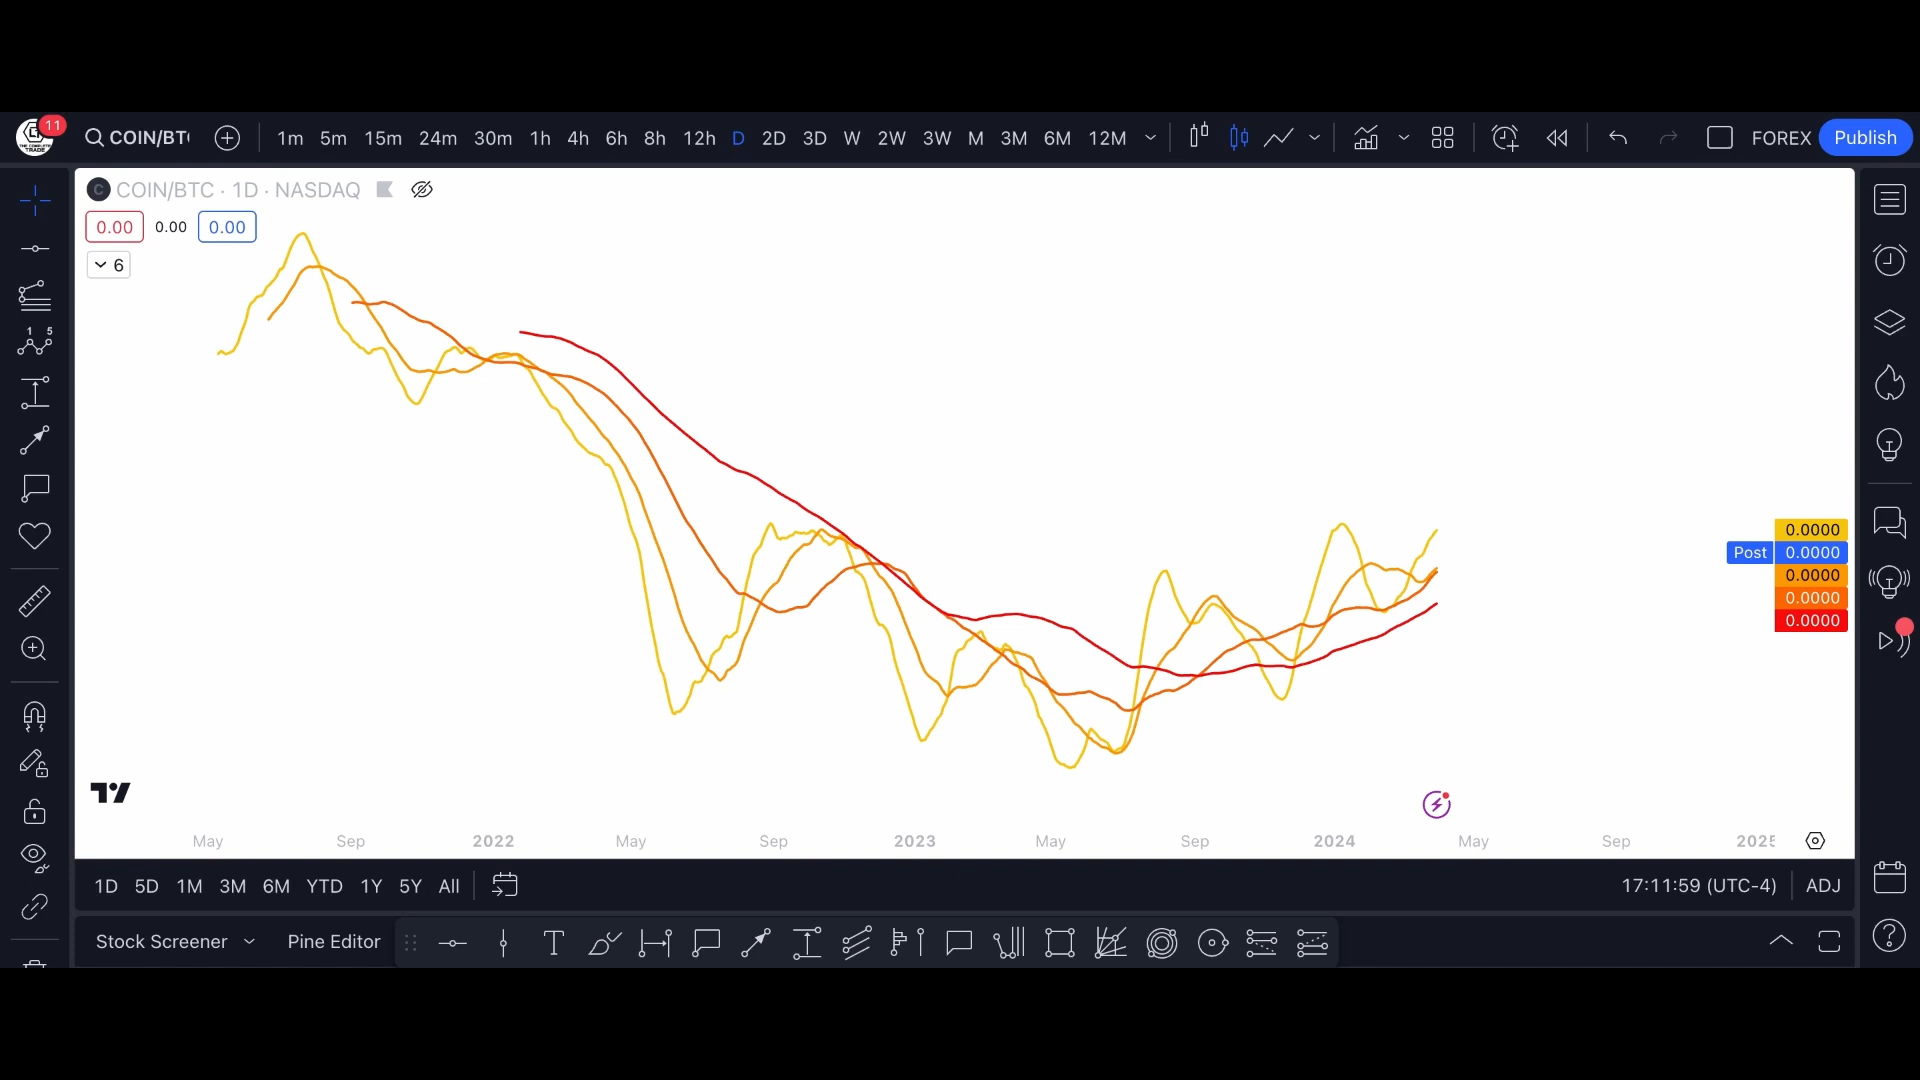 11
COIN/BT
1m 5m 15m 24m 30m 1h 4h 6h 8h 12h D 2D 3D W 2W 3W M 3M 6M 12M
FOREX
Publish
COIN/BTC · 1D · NASDAQ
0.00 0.00 0.00
6
1 5
0.0000
Post 0.0000
0.0000
0.0000
0.0000
May Sep 2022 May Sep 2023 May Sep 2024 May Sep 2025
1D 5D 1M 3M 6M YTD 1Y 5Y All
17:11:59 (UTC-4) ADJ
Stock Screener Pine Editor